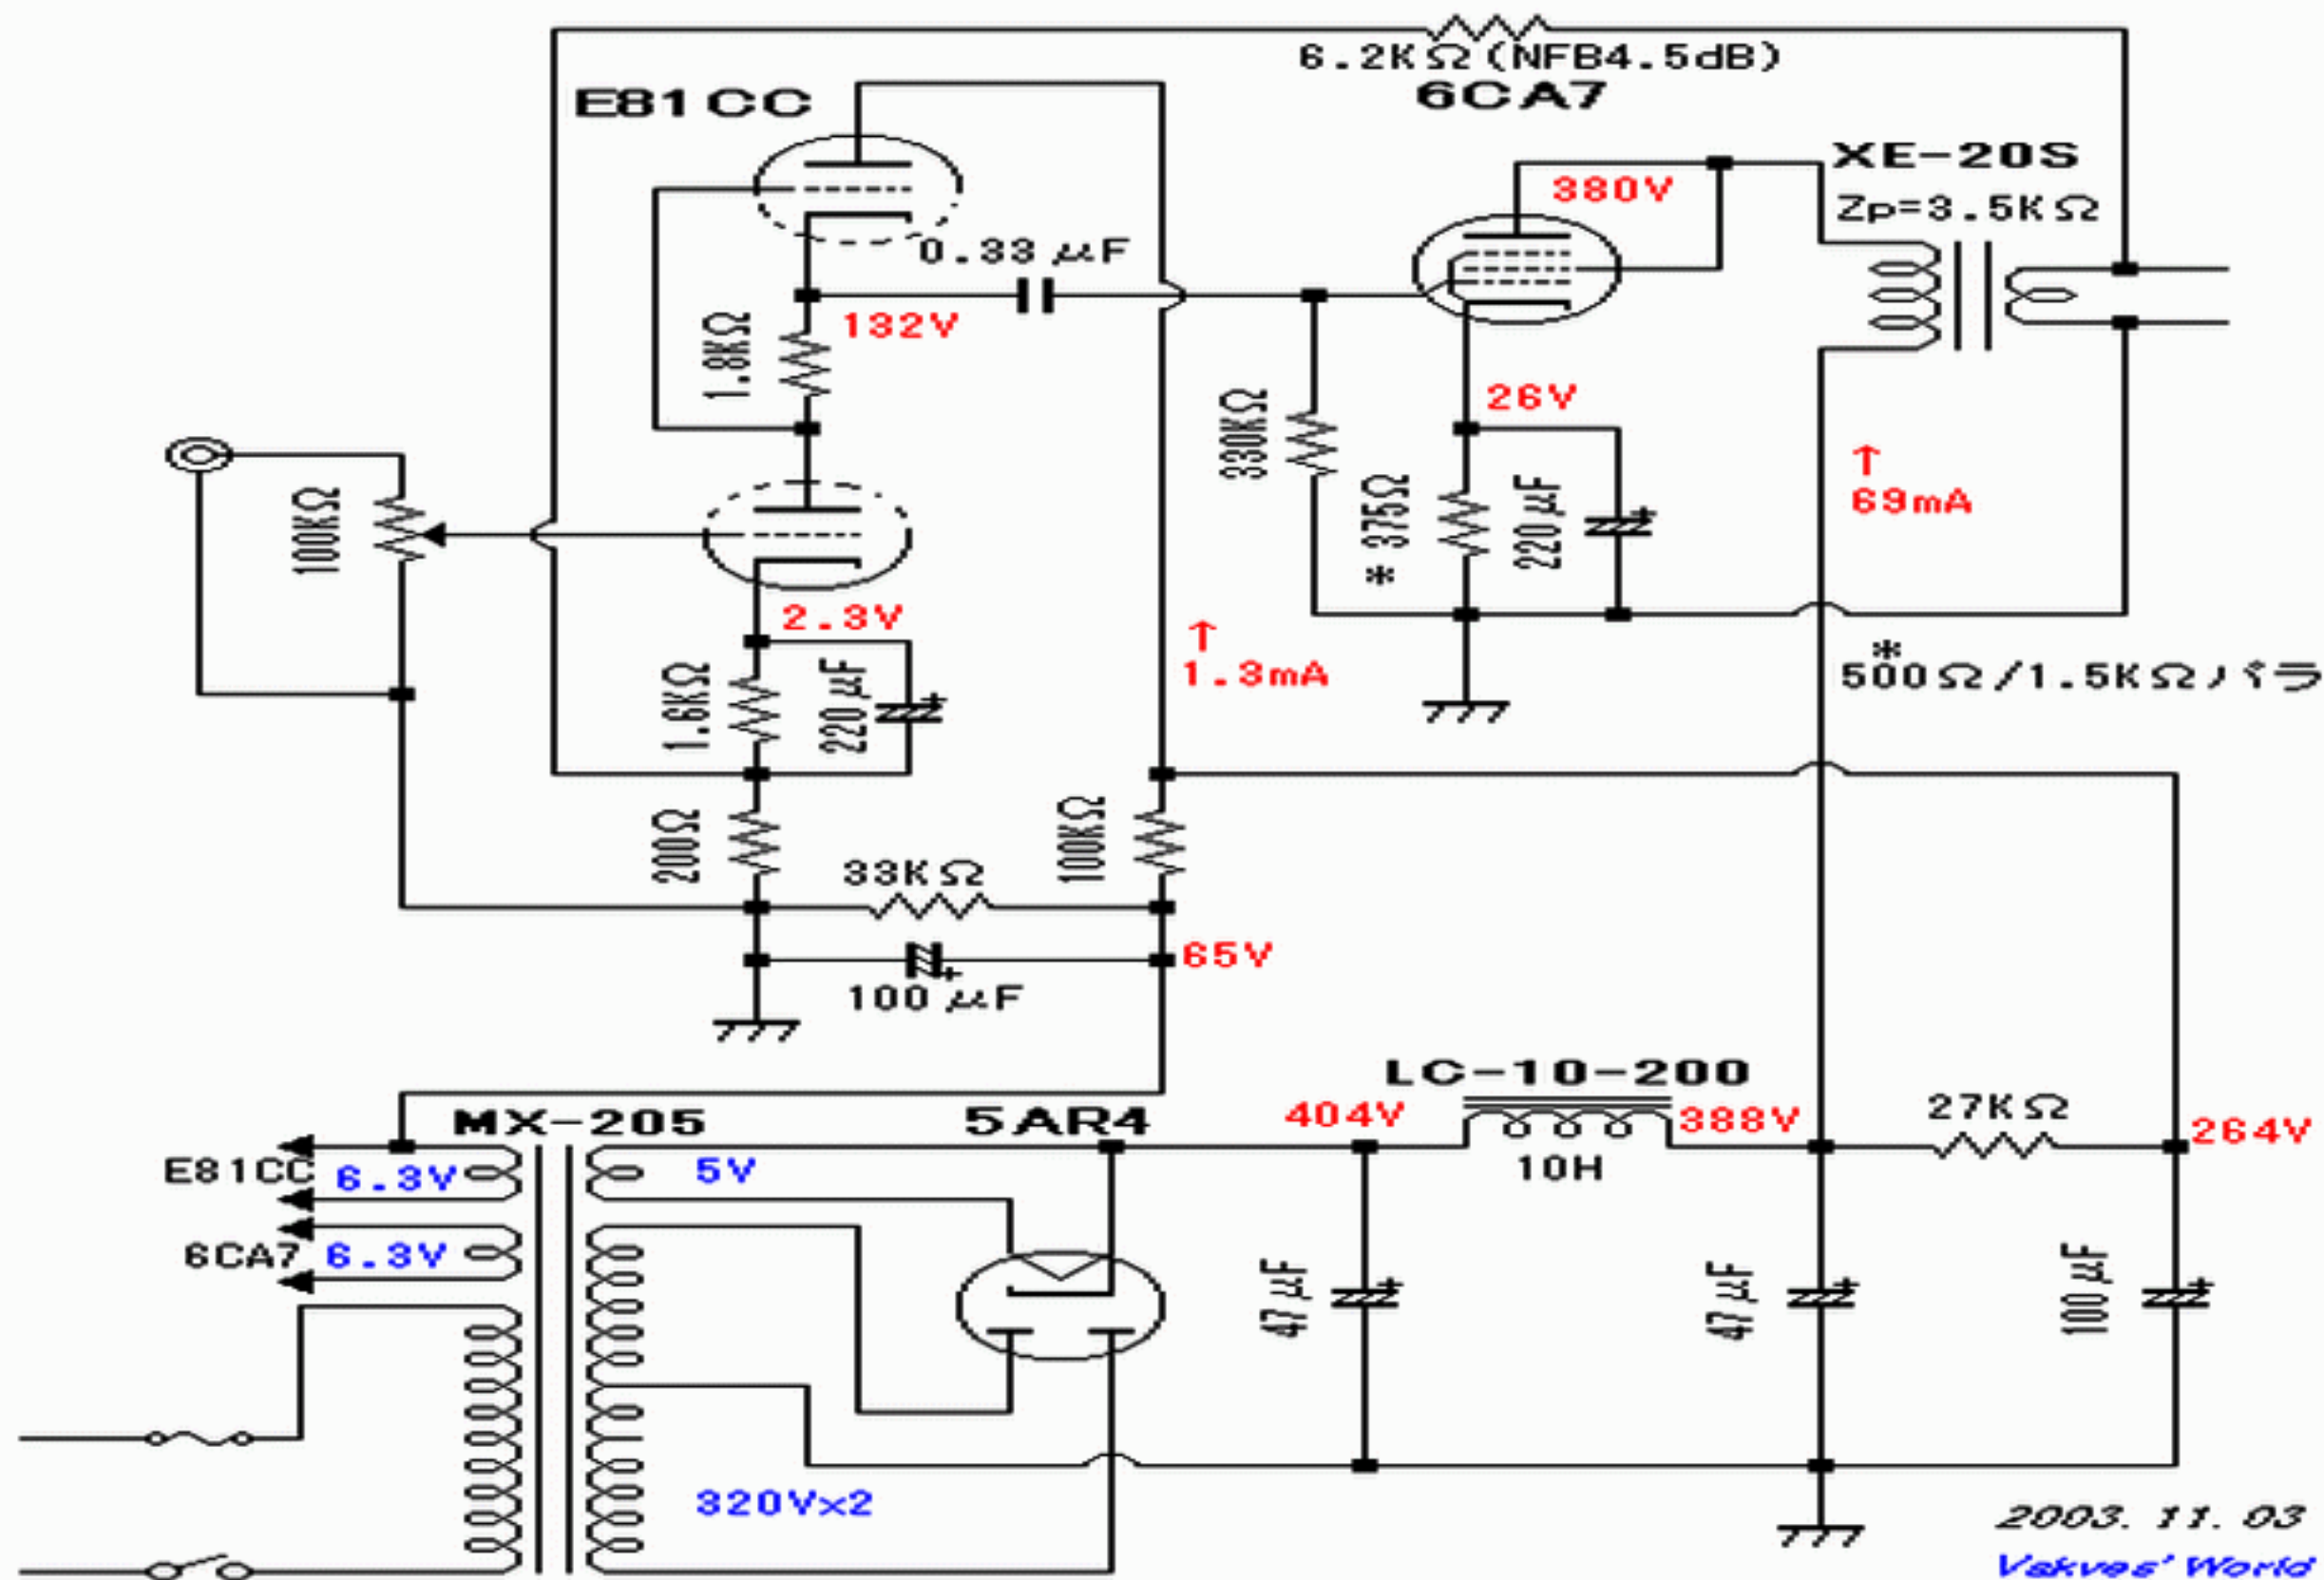 6.2KΩ(NFB4.5dB)
E81CC
6CA7
XE-20S
380V
Zp=3.5KΩ
0.33μF
132V
1.8KΩ
26V
330KΩ
100KΩ
* 375Ω
220μF
↑
69mA
2.3V
↑
1.3mA
*
500Ω/1.5KΩパラ
1.6KΩ
220μF
200Ω
33KΩ
100KΩ
65V
100μF
LC-10-200
MX-205
5AR4
404V
388V
27KΩ
264V
E81CC
6.3V
5V
10H
6CA7
6.3V
47μF
47μF
100μF
320Vx2
2003.11.03
Valves' World